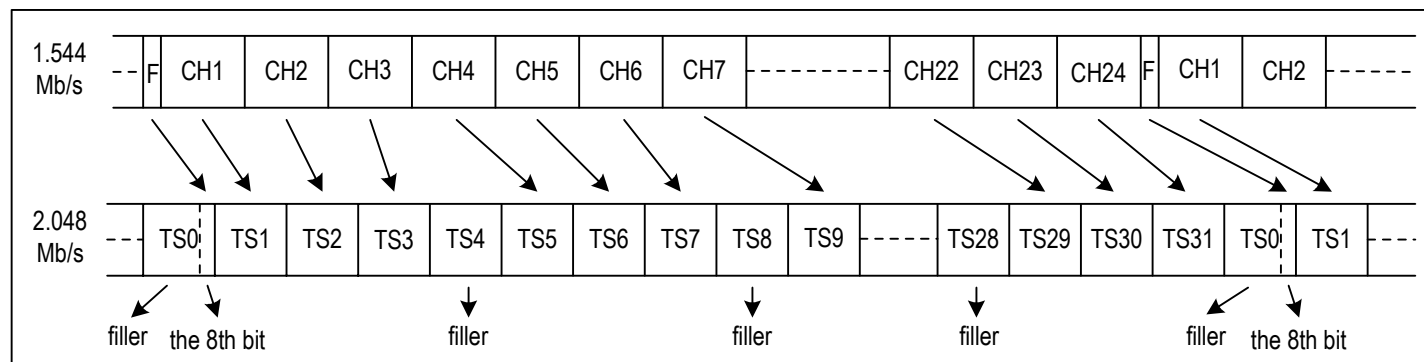 1.544 Mb/s F CH1 CH2 CH3 CH4 CH5 CH6 CH7 CH22 CH23 CH24 F CH1 CH2
2.048 Mb/s TS0 TS1 TS2 TS3 TS4 TS5 TS6 TS7 TS8 TS9 TS28 TS29 TS30 TS31 TS0 TS1
filler the 8th bit filler filler filler filler the 8th bit